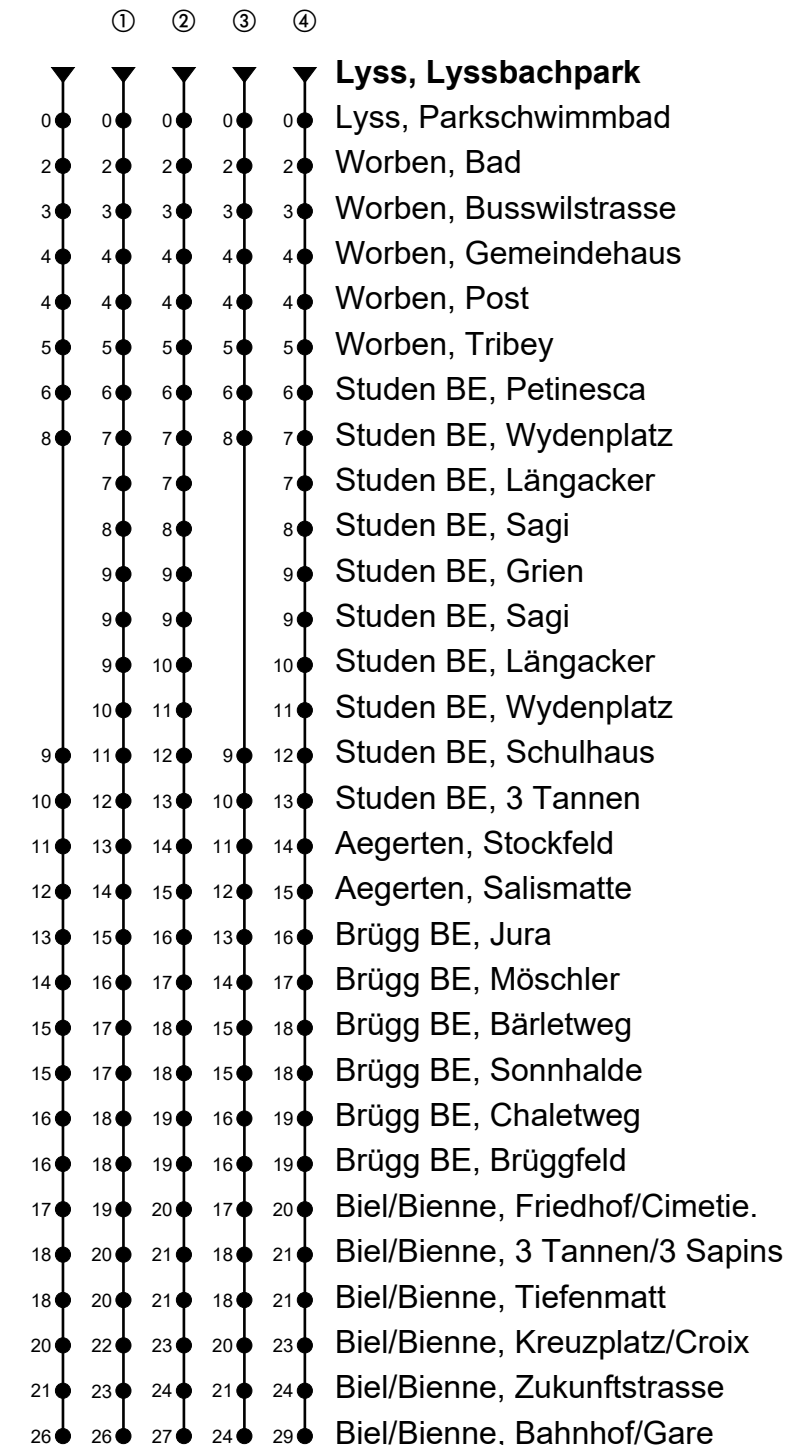 ① ② ③ ④
Lyss, Lyssbachpark
0 0 0 0 0 Lyss, Parkschwimmbad
2 2 2 2 2 Worben, Bad
3 3 3 3 3 Worben, Busswilstrasse
4 4 4 4 4 Worben, Gemeindehaus
4 4 4 4 4 Worben, Post
5 5 5 5 5 Worben, Tribey
6 6 6 6 6 Studen BE, Petinesca
8 7 7 8 7 Studen BE, Wydenplatz
7 7 7 Studen BE, Längacker
8 8 8 Studen BE, Sagi
9 9 9 Studen BE, Grien
9 9 9 Studen BE, Sagi
9 10 10 Studen BE, Längacker
10 11 11 Studen BE, Wydenplatz
9 11 12 9 12 Studen BE, Schulhaus
10 12 13 10 13 Studen BE, 3 Tannen
11 13 14 11 14 Aegerten, Stockfeld
12 14 15 12 15 Aegerten, Salismatte
13 15 16 13 16 Brügg BE, Jura
14 16 17 14 17 Brügg BE, Möschler
15 17 18 15 18 Brügg BE, Bärletweg
15 17 18 15 18 Brügg BE, Sonnhalde
16 18 19 16 19 Brügg BE, Chaletweg
16 18 19 16 19 Brügg BE, Brüggfeld
17 19 20 17 20 Biel/Bienne, Friedhof/Cimetie.
18 20 21 18 21 Biel/Bienne, 3 Tannen/3 Sapins
18 20 21 18 21 Biel/Bienne, Tiefenmatt
20 22 23 20 23 Biel/Bienne, Kreuzplatz/Croix
21 23 24 21 24 Biel/Bienne, Zukunftstrasse
26 26 27 24 29 Biel/Bienne, Bahnhof/Gare